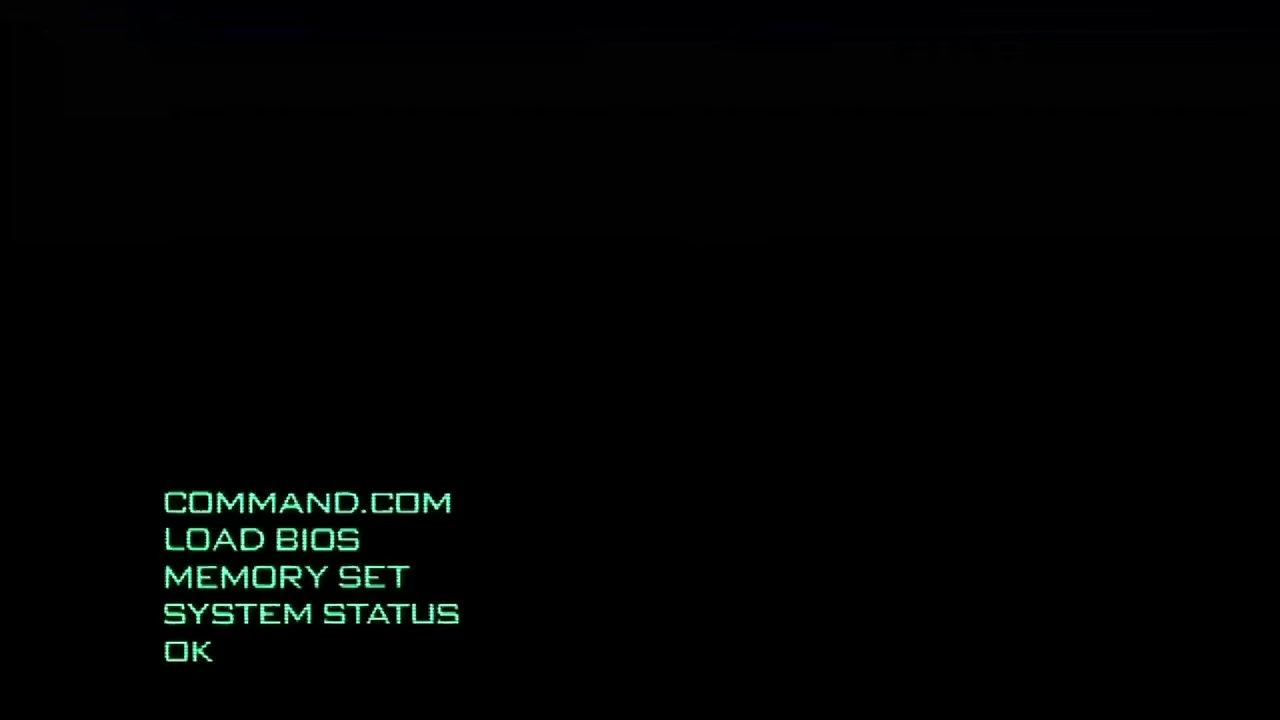 COMMAND.COM
LOAD BIOS
MEMORY SET
SYSTEM STATUS
OK